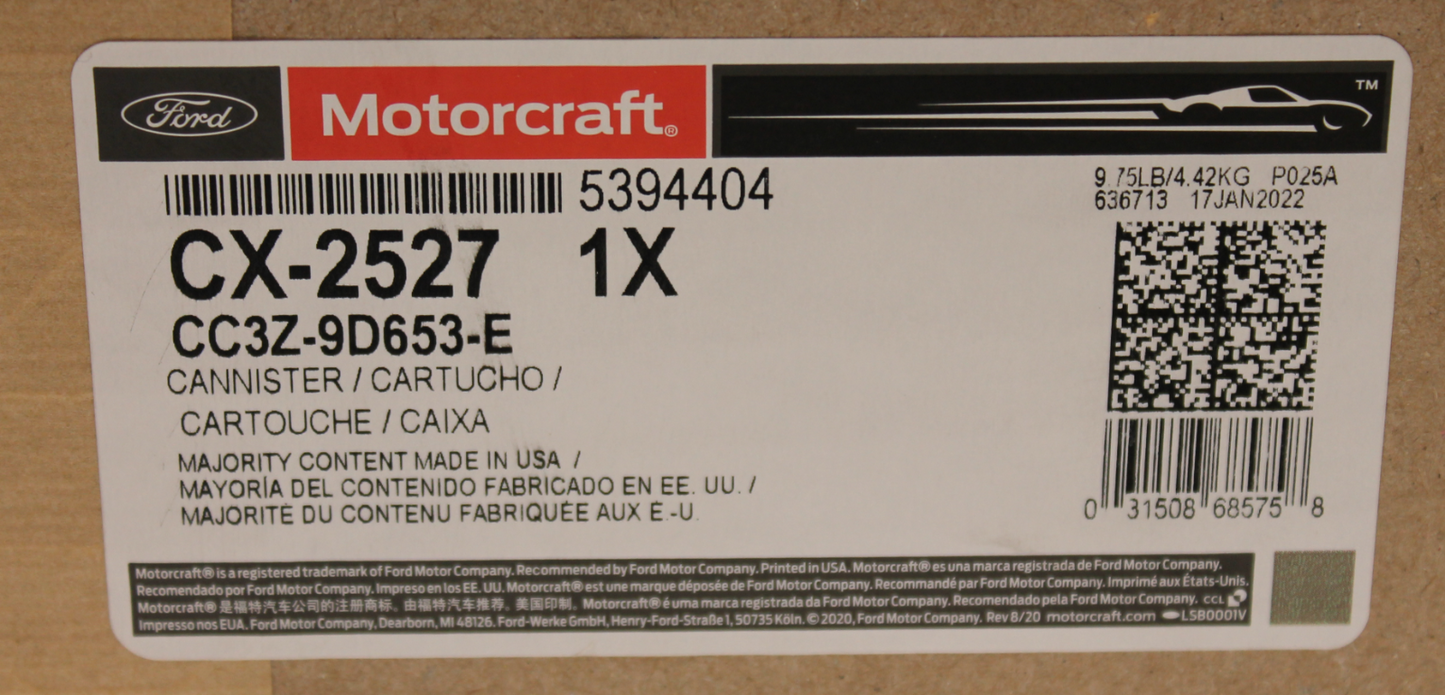 Ford
Motorcraft®
TM
5394404
9.75LB/4.42KG P025A
636713 17JAN2022
CX-2527 1X
CC3Z-9D653-E
CANNISTER / CARTUCHO /
CARTOUCHE / CAIXA
MAJORITY CONTENT MADE IN USA /
MAYORÍA DEL CONTENIDO FABRICADO EN EE. UU. /
MAJORITÉ DU CONTENU FABRIQUÉE AUX É.-U.
0 31508 68575 8
Motorcraft® is a registered trademark of Ford Motor Company. Recommended by Ford Motor Company. Printed in USA. Motorcraft® es una marca registrada de Ford Motor Company.
Recomendado por Ford Motor Company. Impreso en los EE. UU. Motorcraft® est une marque déposée de Ford Motor Company. Recommandé par Ford Motor Company. Imprimé aux États-Unis.
Motorcraft® 是福特汽车公司的注册商标。由福特汽车推荐。美国印制。Motorcraft® é uma marca registrada da Ford Motor Company. Recomendado pela Ford Motor Company. CCL
Impresso nos EUA. Ford Motor Company, Dearborn, MI 48126. Ford-Werke GmbH, Henry-Ford-Straße 1, 50735 Köln. © 2020, Ford Motor Company. Rev 8/20 motorcraft.com LSB0001V